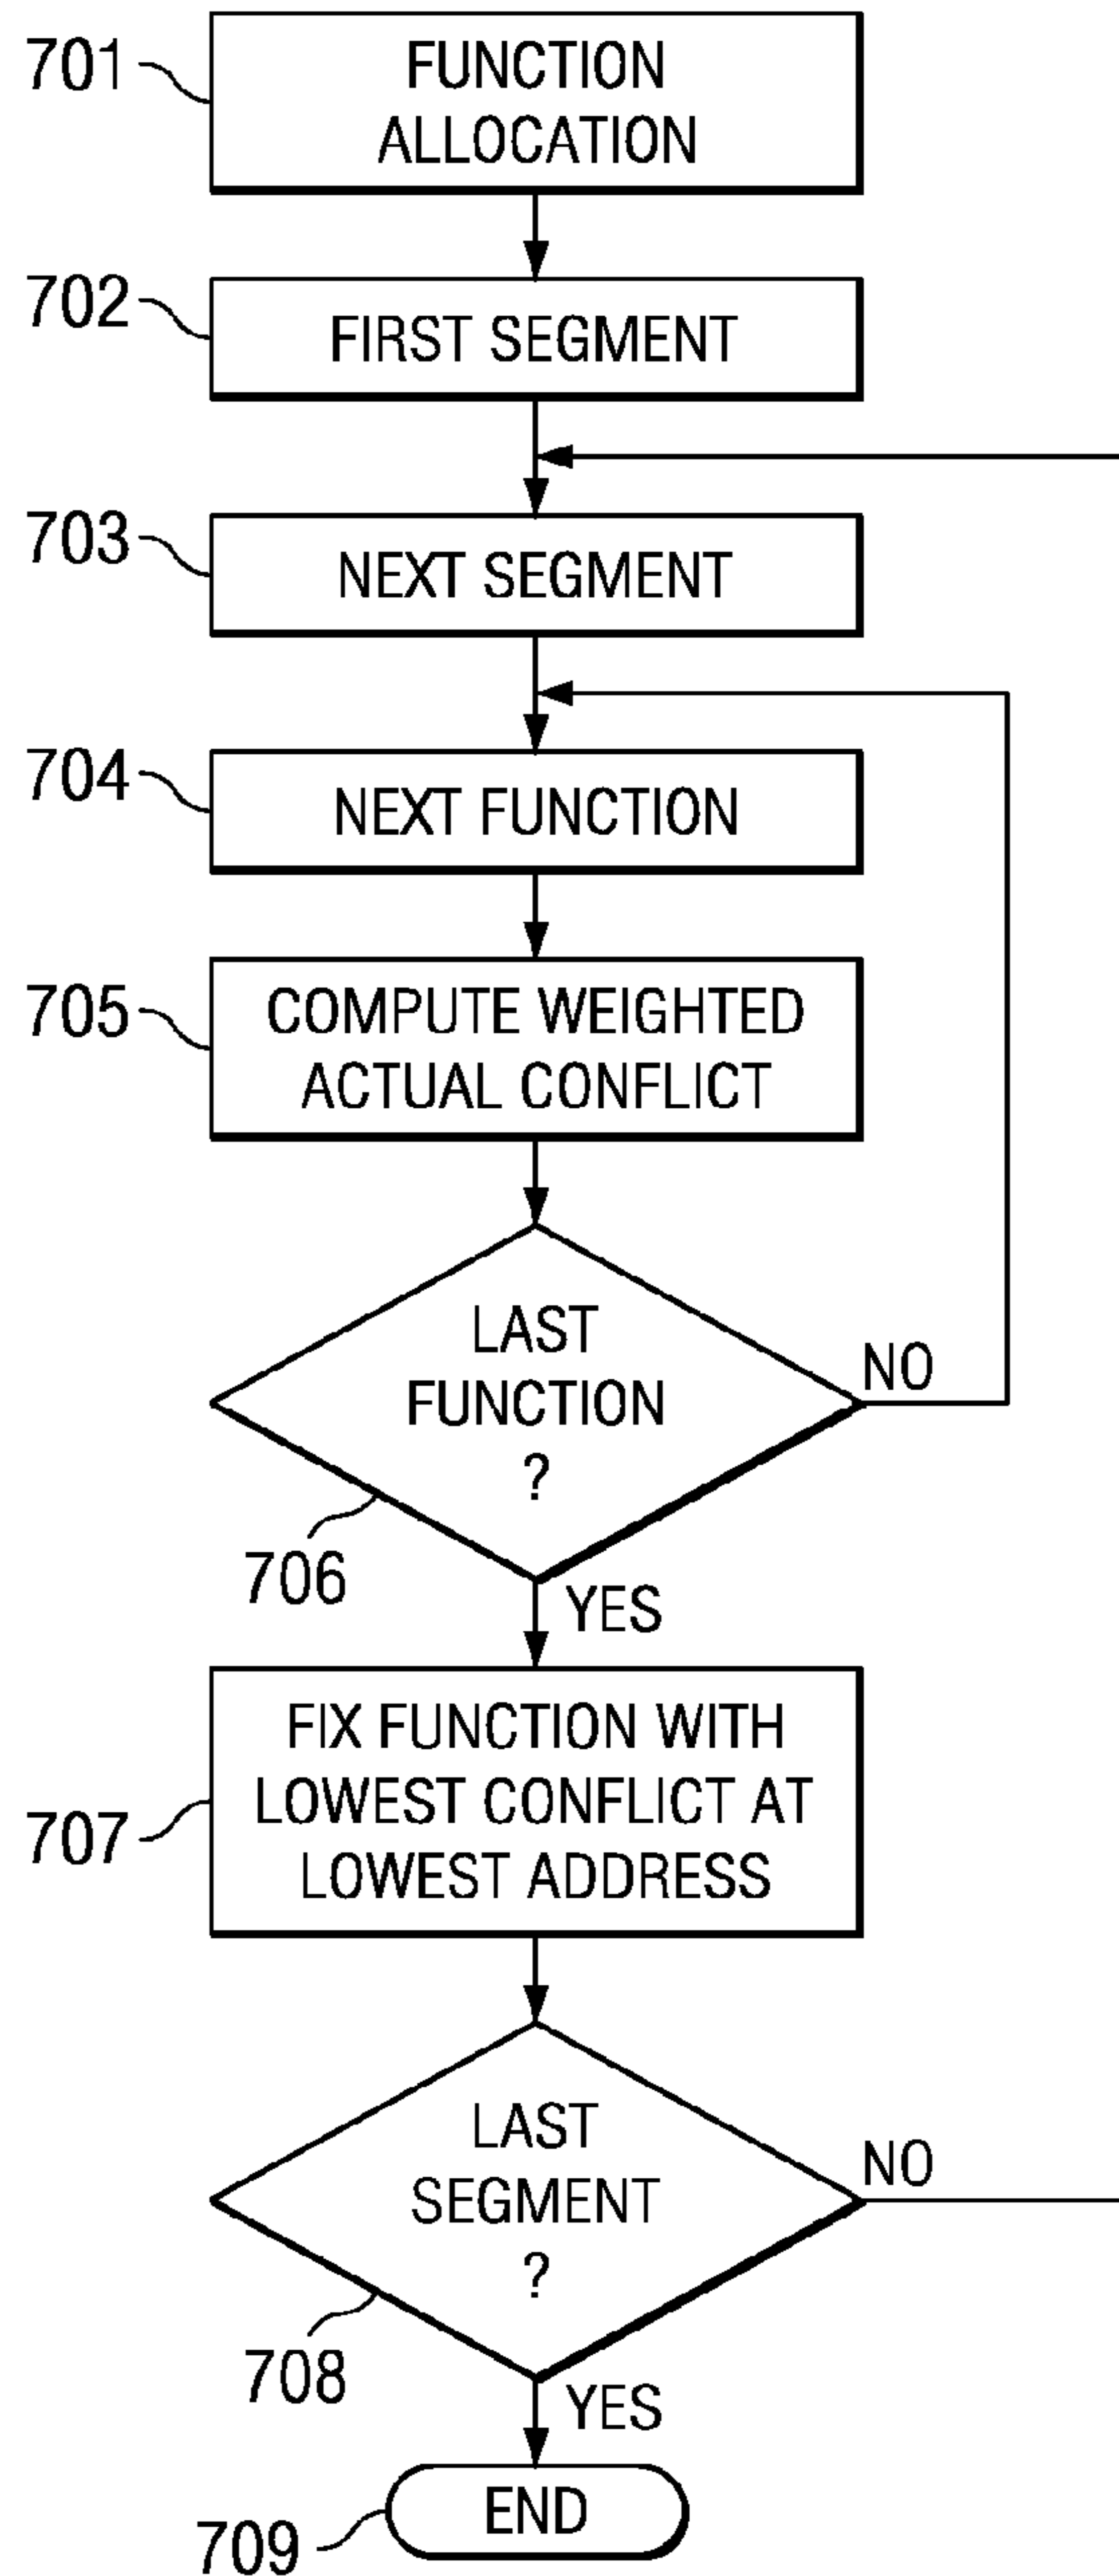 701
FUNCTION
ALLOCATION
702
FIRST SEGMENT
703
NEXT SEGMENT
704
NEXT FUNCTION
705
COMPUTE WEIGHTED
ACTUAL CONFLICT
LAST
FUNCTION
?
NO
706
YES
707
FIX FUNCTION WITH
LOWEST CONFLICT AT
LOWEST ADDRESS
LAST
SEGMENT
?
NO
708
YES
709
END